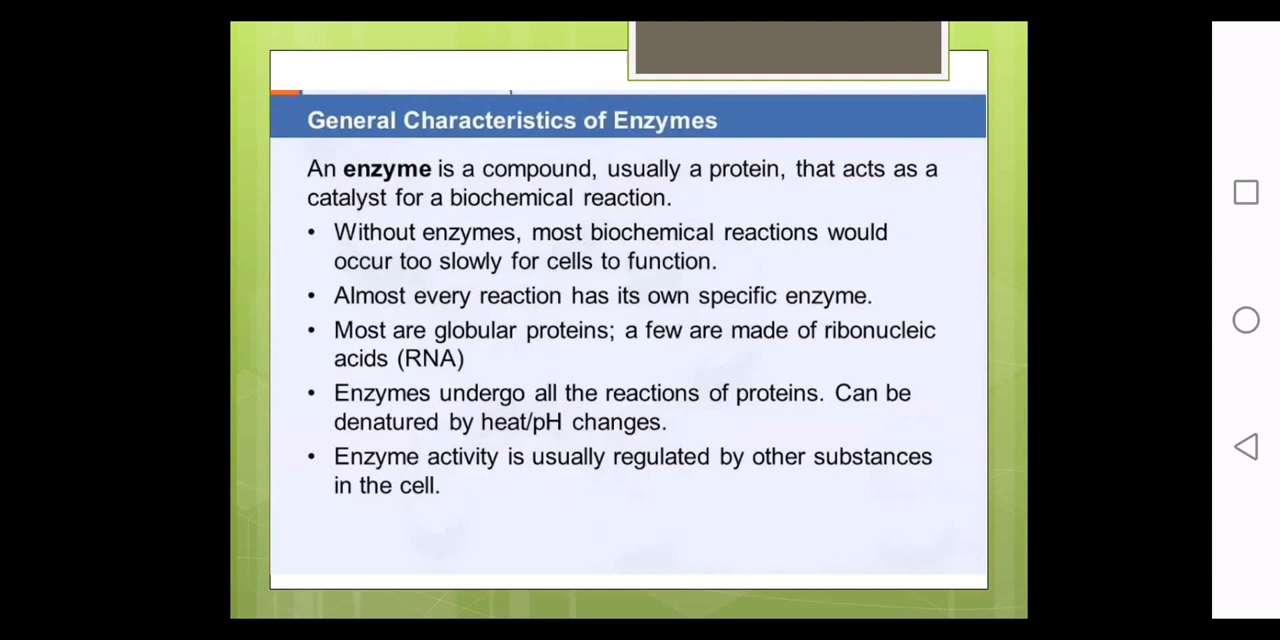 General Characteristics of Enzymes
An enzyme is a compound, usually a protein, that acts as a
catalyst for a biochemical reaction.
• Without enzymes, most biochemical reactions would
occur too slowly for cells to function.
• Almost every reaction has its own specific enzyme.
• Most are globular proteins; a few are made of ribonucleic
acids (RNA)
• Enzymes undergo all the reactions of proteins. Can be
denatured by heat/pH changes.
• Enzyme activity is usually regulated by other substances
in the cell.